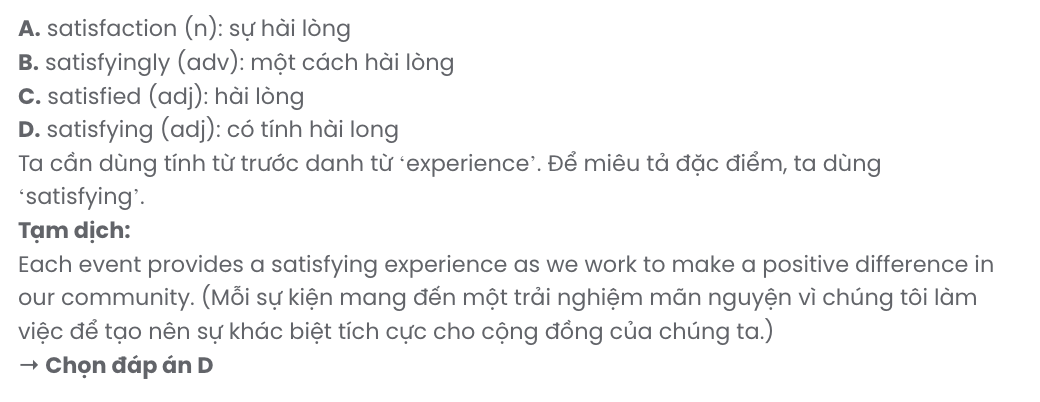 A. satisfaction (n): sự hài lòng
B. satisfyingly (adv): một cách hài lòng
C. satisfied (adj): hài lòng
D. satisfying (adj): có tính hài long
Ta cần dùng tính từ trước danh từ ‘experience’. Để miêu tả đặc điểm, ta dùng
‘satisfying’.
Tạm dịch:
Each event provides a satisfying experience as we work to make a positive difference in
our community. (Mỗi sự kiện mang đến một trải nghiệm mãn nguyện vì chúng tôi làm
việc để tạo nên sự khác biệt tích cực cho cộng đồng của chúng ta.)
→ Chọn đáp án D